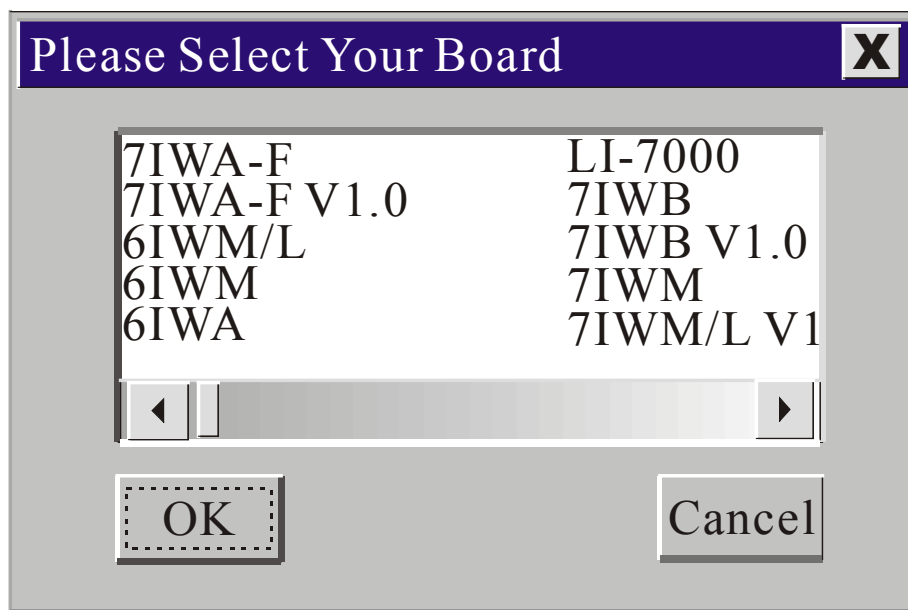 Please Select Your Board
X
7IWA-F
7IWA-F V1.0
6IWM/L
6IWM
6IWA
LI-7000
7IWB
7IWB V1.0
7IWM
7IWM/L V1
OK
Cancel